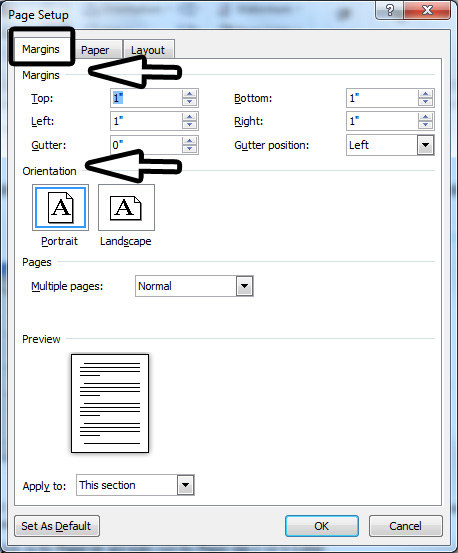 Page Setup
Margins Paper Layout
Margins
Top: 1" Bottom: 1"
Left: 1" Right: 1"
Gutter: 0" Gutter position: Left
Orientation
A A
Portrait Landscape
Pages
Multiple pages: Normal
Preview
Apply to: This section
Set As Default OK Cancel